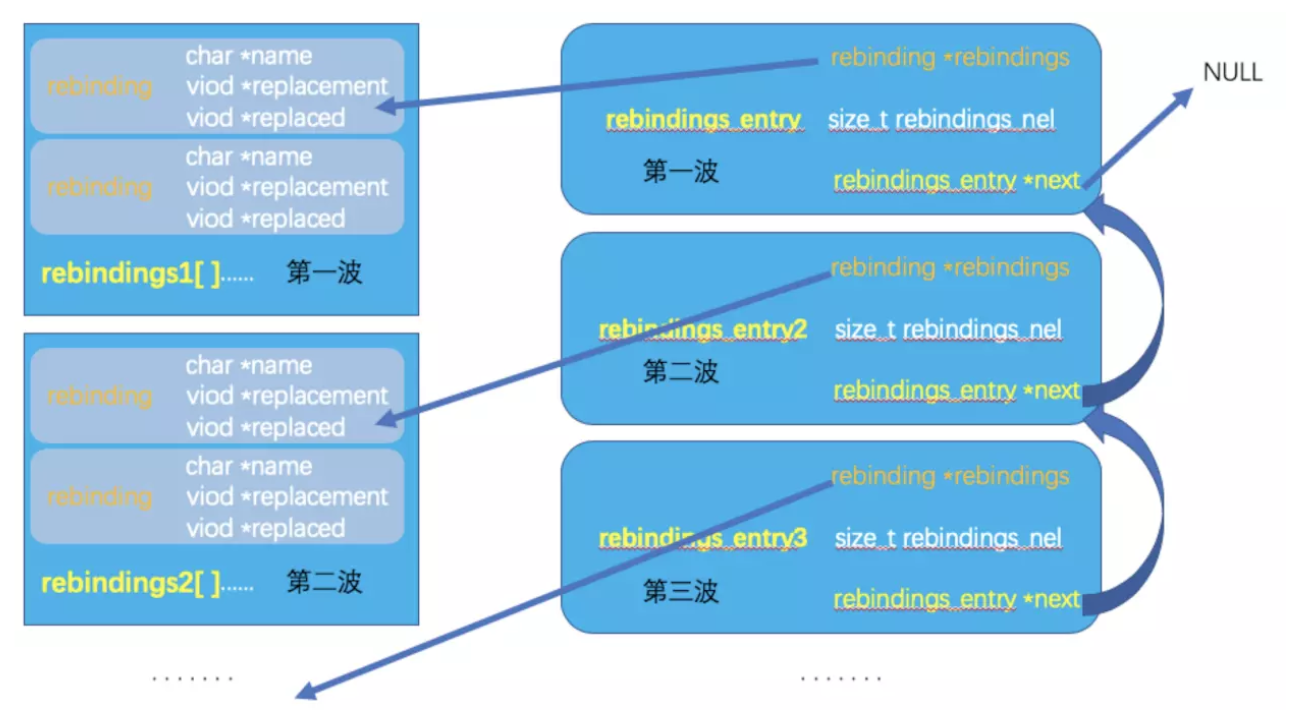 char *name
rebinding viod *replacement
viod *replaced
char *name
rebinding viod *replacement
viod *replaced
rebindings1[ ]...... 第一波
char *name
rebinding viod *replacement
viod *replaced
char *name
rebinding viod *replacement
viod *replaced
rebindings2[ ]...... 第二波
.......
rebinding *rebindings
rebindings_entry size_t rebindings_nel
第一波
rebindings_entry *next
NULL
rebinding *rebindings
rebindings_entry2 size_t rebindings_nel
第二波
rebindings_entry *next
rebinding *rebindings
rebindings_entry3 size_t rebindings_nel
第三波
rebindings_entry *next
.......